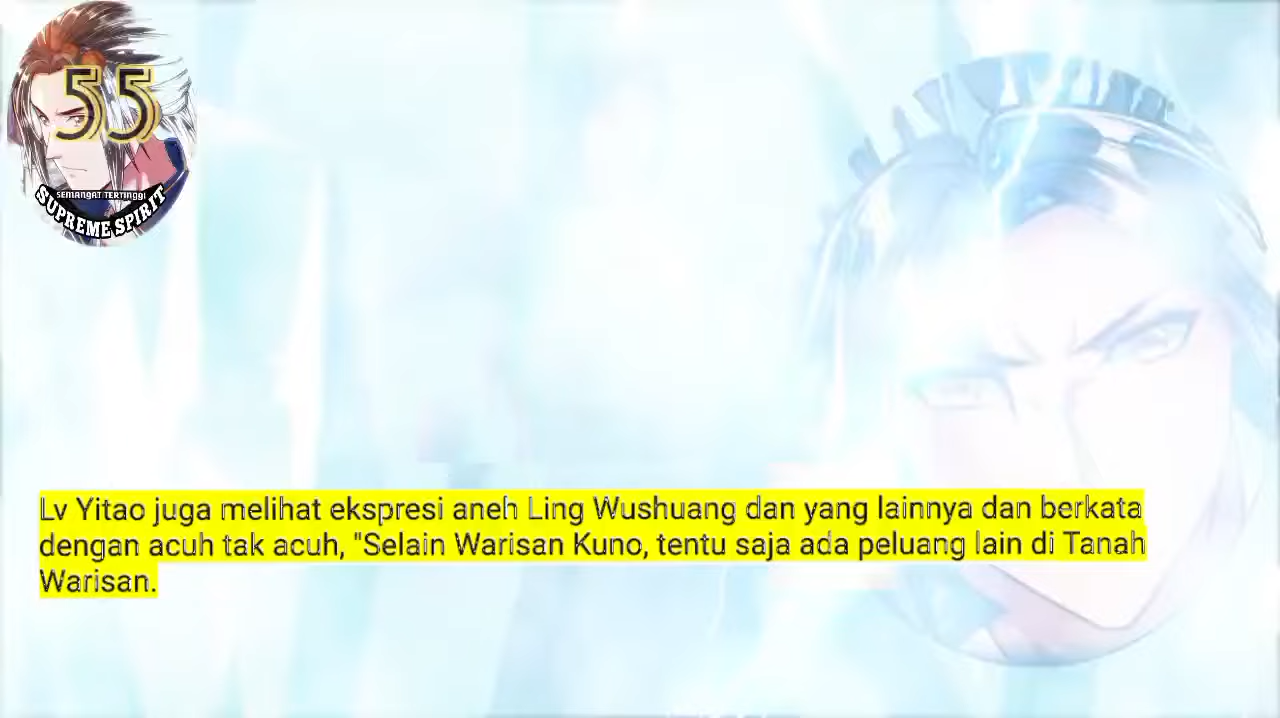 55
SEMANGAT TERTINGGI
SUPREME SPIRIT
Lv Yitao juga melihat ekspresi aneh Ling Wushuang dan yang lainnya dan berkata
dengan acuh tak acuh, "Selain Warisan Kuno, tentu saja ada peluang lain di Tanah
Warisan.